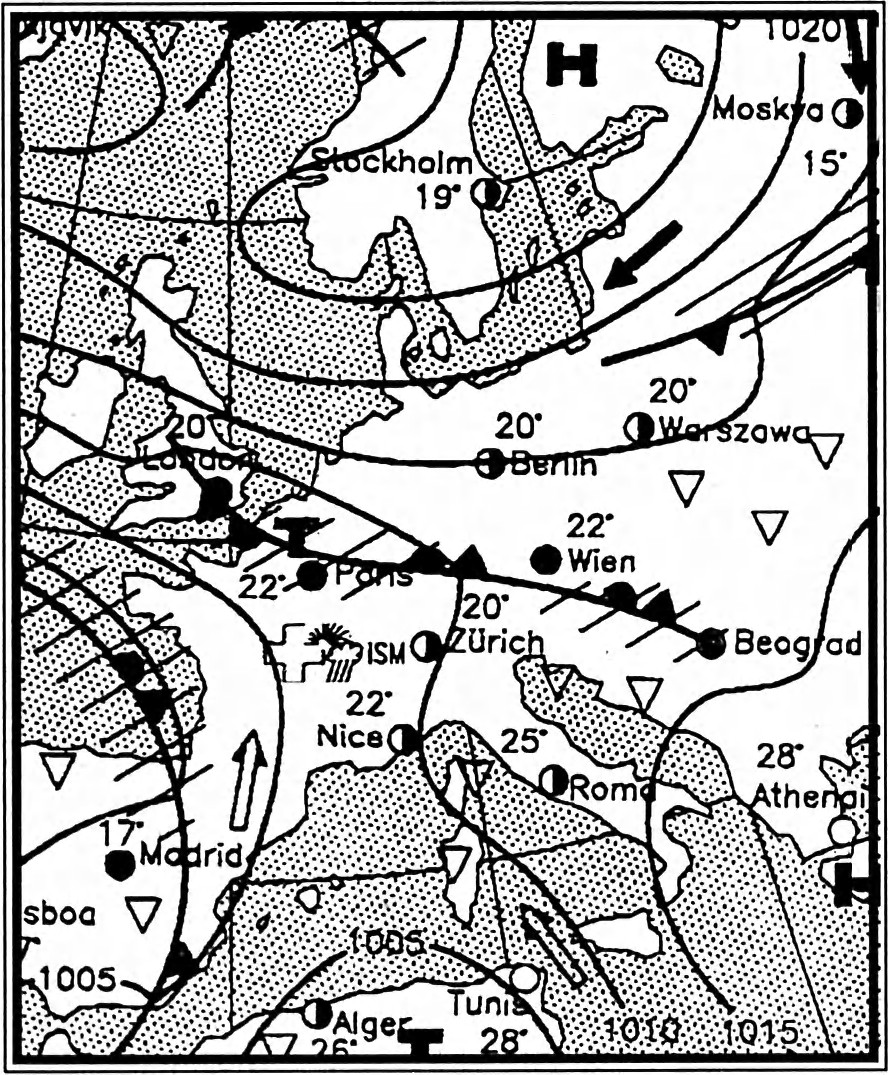 1020
H
Moskva
15°
Stockholm
19°
20°
Warszawa
20°
Berlin
20°
London
T
22°
Paris
22°
Wien
20°
Zürich
ISM
Beograd
22°
Nice
25°
Roma
28°
Athenai
H
17°
Madrid
sboa
1005
1005
Tunis
28°
Alger
26°
T
1010
1015